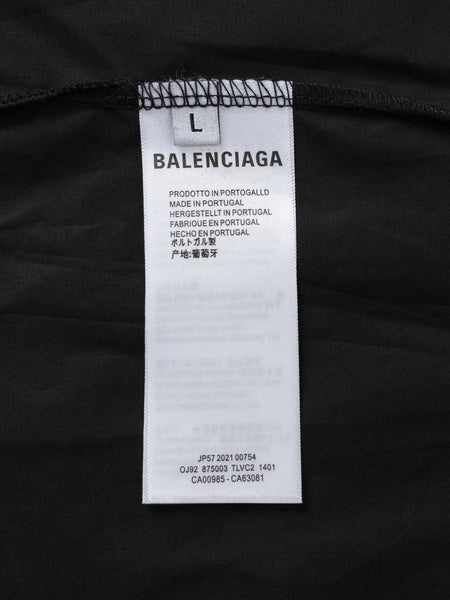 L
BALENCIAGA
PRODOTTO IN PORTOGALLD
MADE IN PORTUGAL
HERGESTELLT IN PORTUGAL
FABRIQUE EN PORTUGAL
HECHO EN PORTUGAL
ポルトガル製
产地:葡萄牙
JP57 2021 00754
OJ92 875003 TLVC2 1401
CA00985 - CA63081